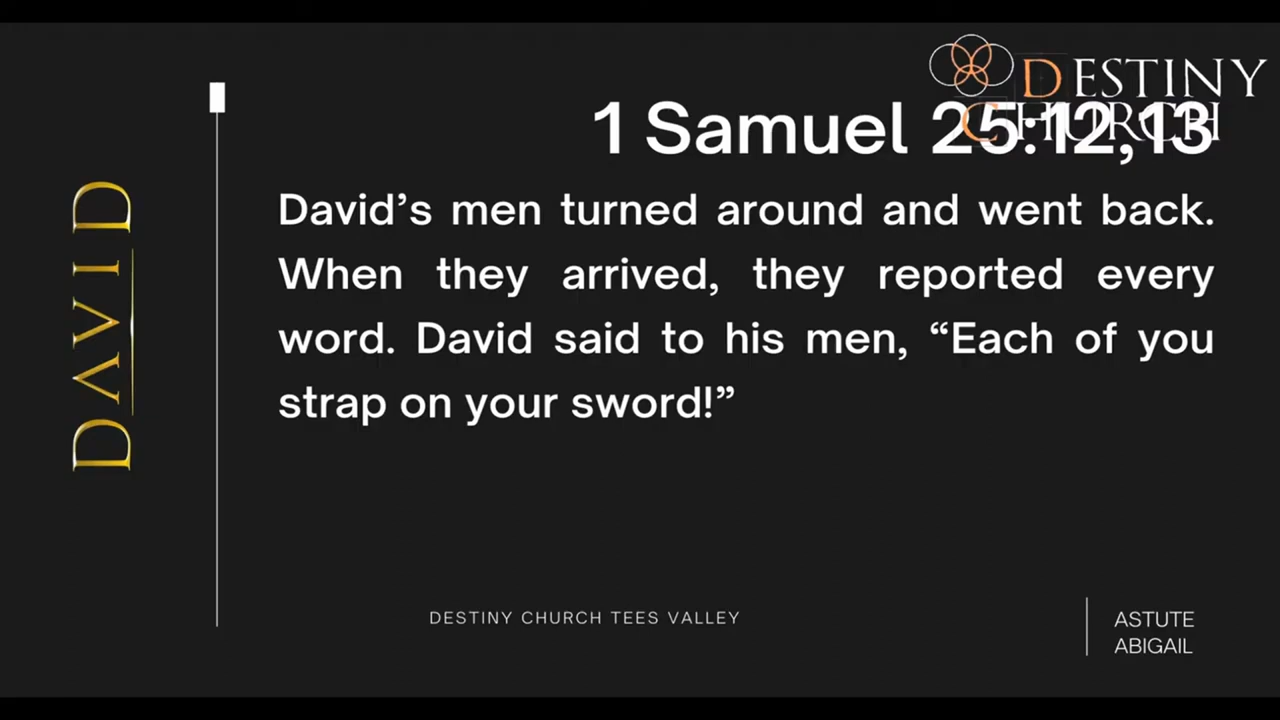 DESTINY
CHURCH
1 Samuel 25:12,13
DAVID
David’s men turned around and went back.
When they arrived, they reported every
word. David said to his men, “Each of you
strap on your sword!”
DESTINY CHURCH TEES VALLEY
ASTUTE
ABIGAIL